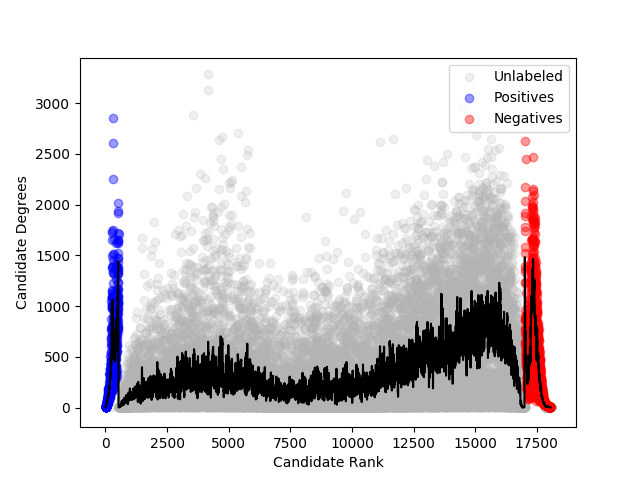 Unlabeled
Positives
Negatives
3000
2500
2000
1500
1000
500
0
Candidate Degrees
0 2500 5000 7500 10000 12500 15000 17500
Candidate Rank